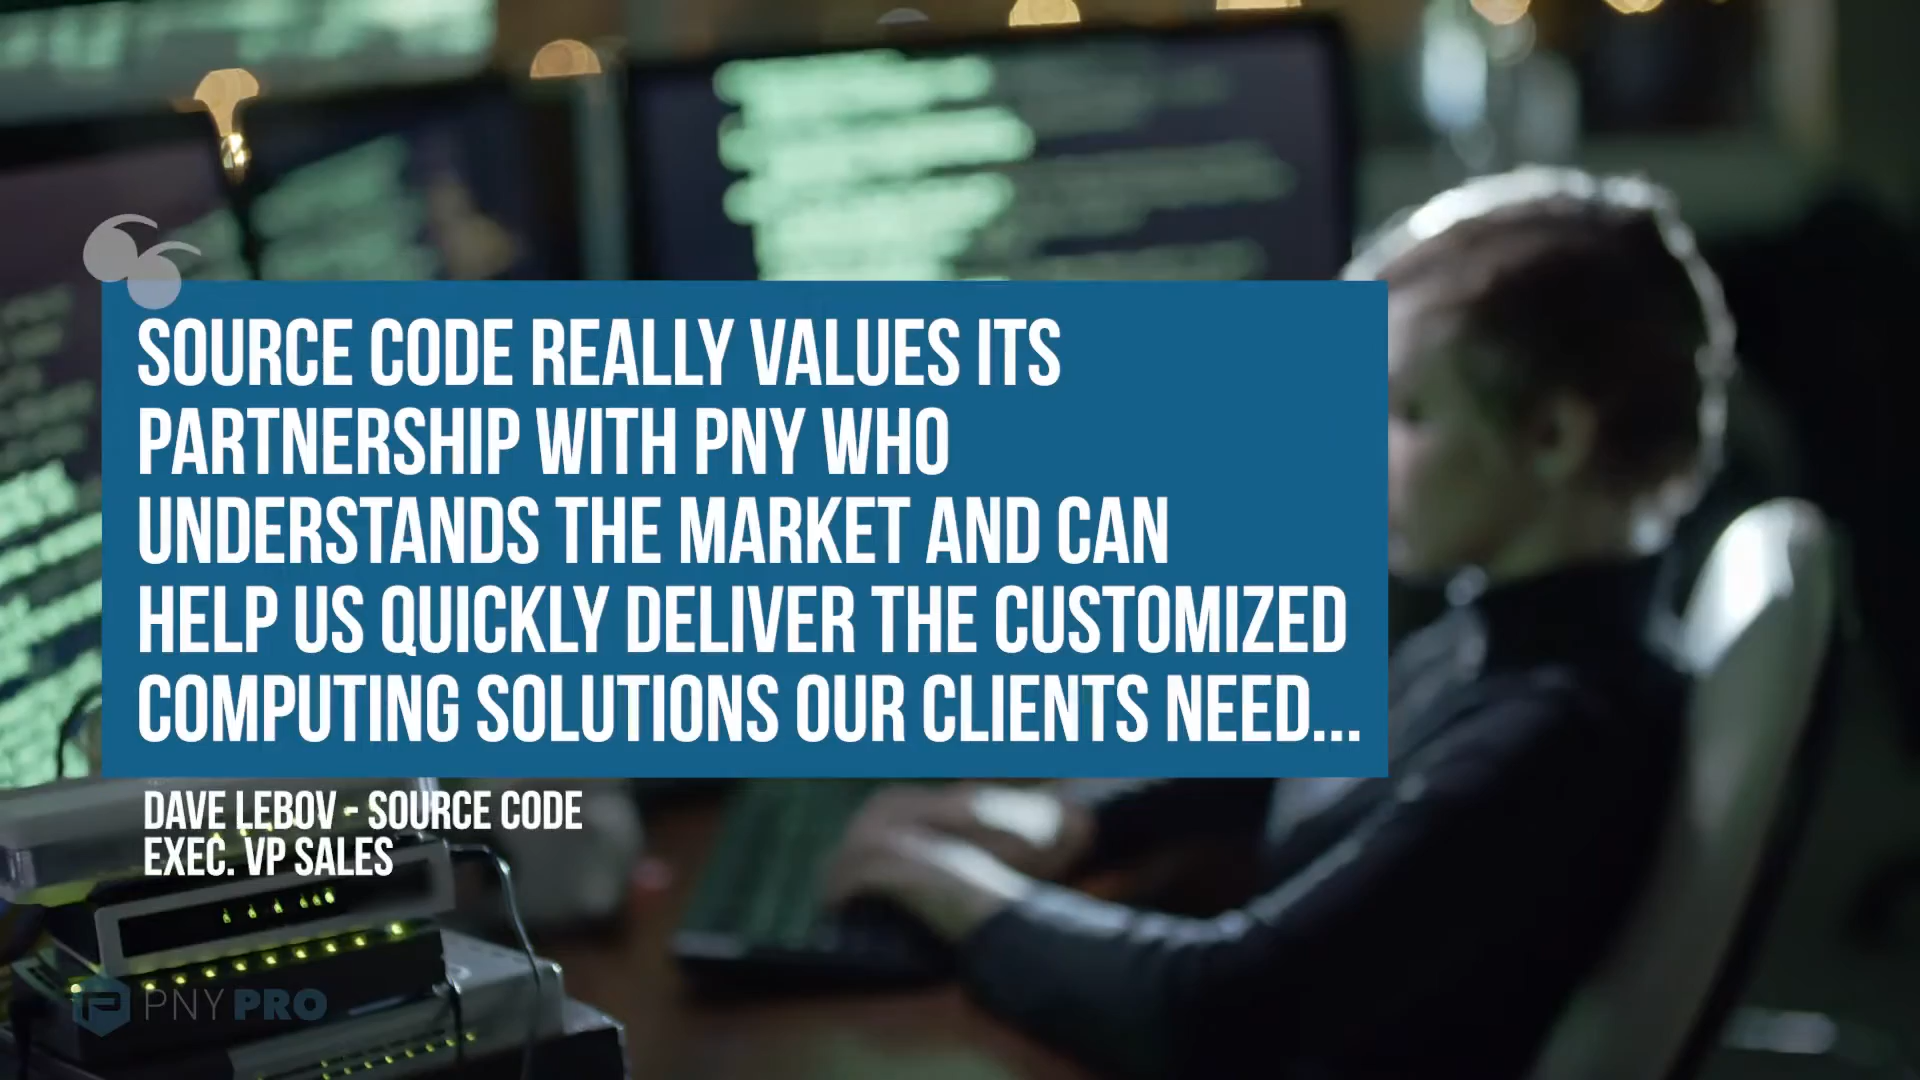 SOURCE CODE REALLY VALUES ITS
PARTNERSHIP WITH PNY WHO
UNDERSTANDS THE MARKET AND CAN
HELP US QUICKLY DELIVER THE CUSTOMIZED
COMPUTING SOLUTIONS OUR CLIENTS NEED...
DAVE LEBOV - SOURCE CODE
EXEC. VP SALES
PNY PRO